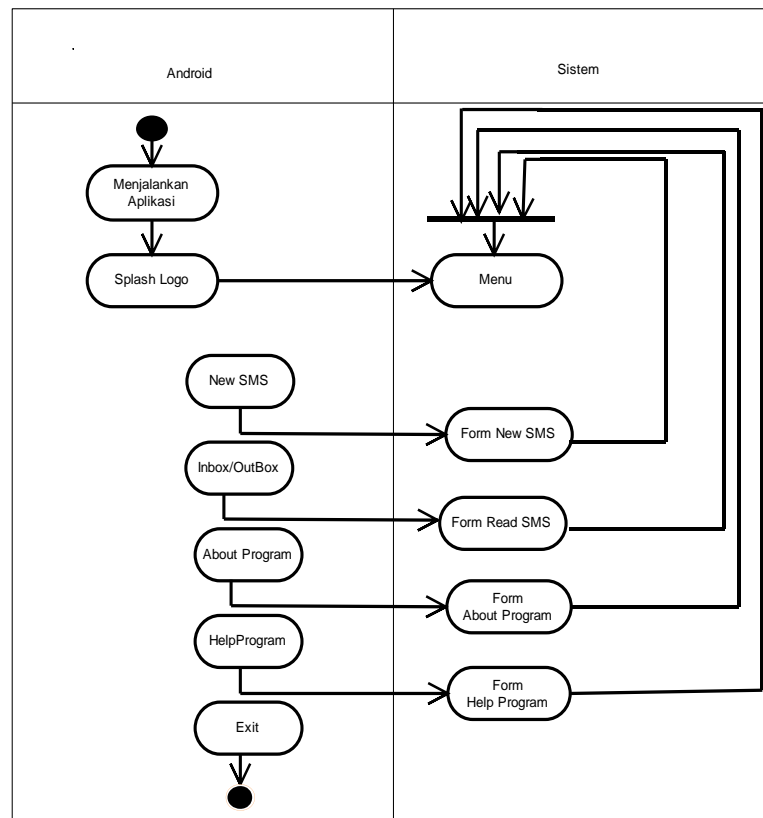 Android
Sistem
Menjalankan
Aplikasi
Splash Logo
Menu
New SMS
Form New SMS
Inbox/OutBox
Form Read SMS
About Program
Form
About Program
HelpProgram
Form
Help Program
Exit